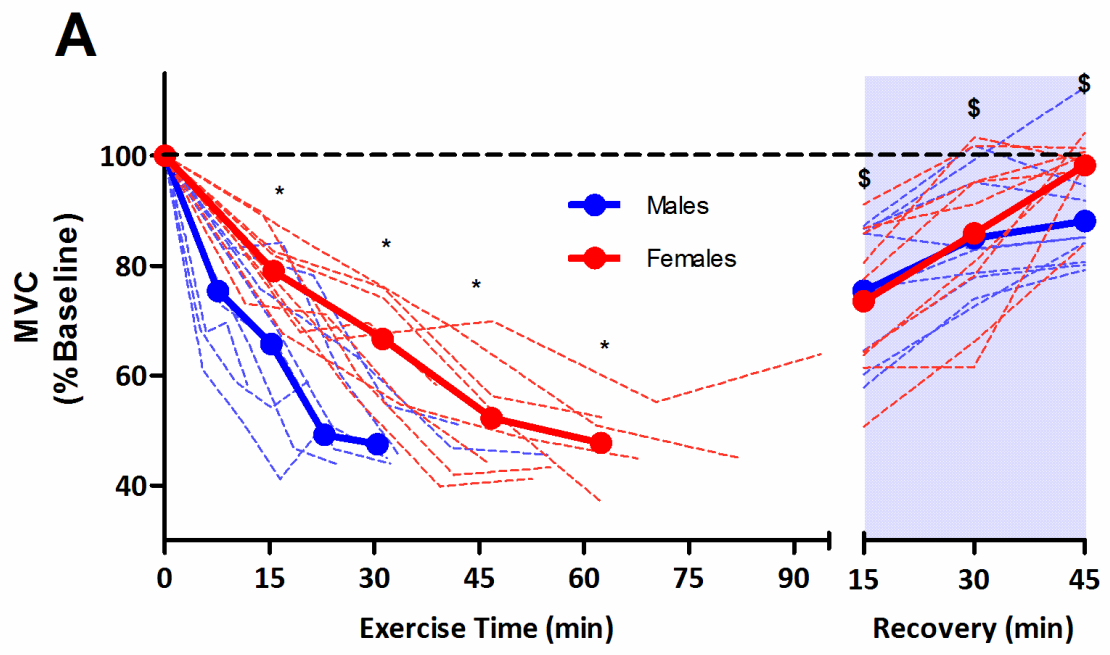 A
MVC
(%Baseline)
100
80
60
40
*
*
*
*
$
$
$
Males
Females
0 15 30 45 60 75 90
15 30 45
Exercise Time (min)
Recovery (min)